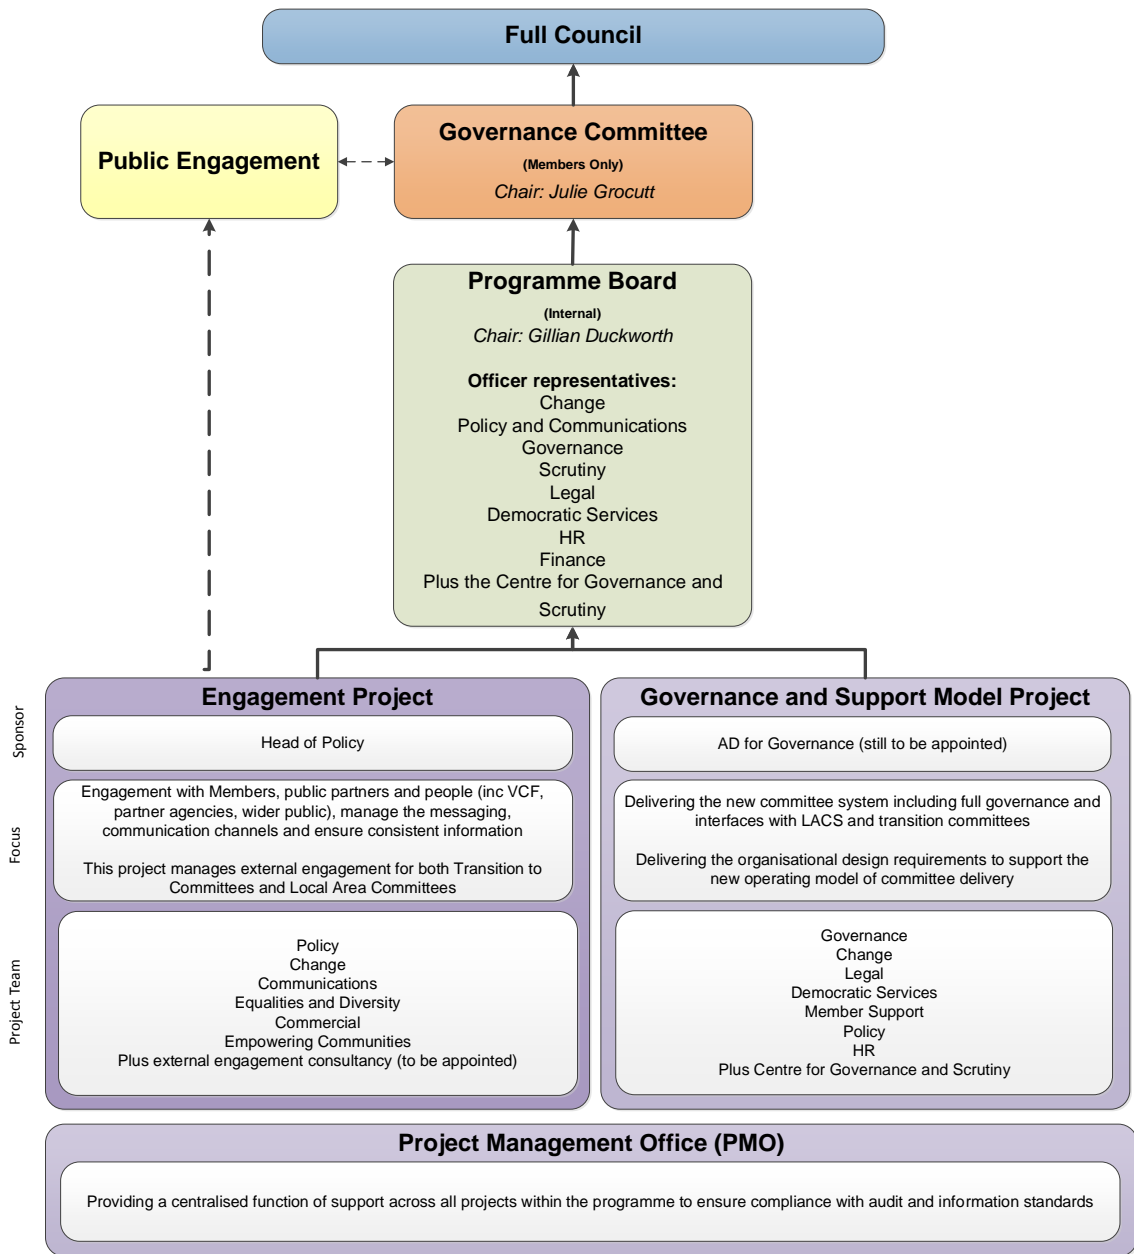 Full Council
Public Engagement
Governance Committee
(Members Only)
Chair: Julie Grocutt
Programme Board
(Internal)
Chair: Gillian Duckworth
Officer representatives:
Change
Policy and Communications
Governance
Scrutiny
Legal
Democratic Services
HR
Finance
Plus the Centre for Governance and
Scrutiny
Engagement Project
Sponsor
Head of Policy
Focus
Engagement with Members, public partners and people (inc VCF,
partner agencies, wider public), manage the messaging,
communication channels and ensure consistent information
This project manages external engagement for both Transition to
Committees and Local Area Committees
Project Team
Policy
Change
Communications
Equalities and Diversity
Commercial
Empowering Communities
Plus external engagement consultancy (to be appointed)
Governance and Support Model Project
AD for Governance (still to be appointed)
Delivering the new committee system including full governance and
interfaces with LACS and transition committees
Delivering the organisational design requirements to support the
new operating model of committee delivery
Governance
Change
Legal
Democratic Services
Member Support
Policy
HR
Plus Centre for Governance and Scrutiny
Project Management Office (PMO)
Providing a centralised function of support across all projects within the programme to ensure compliance with audit and information standards